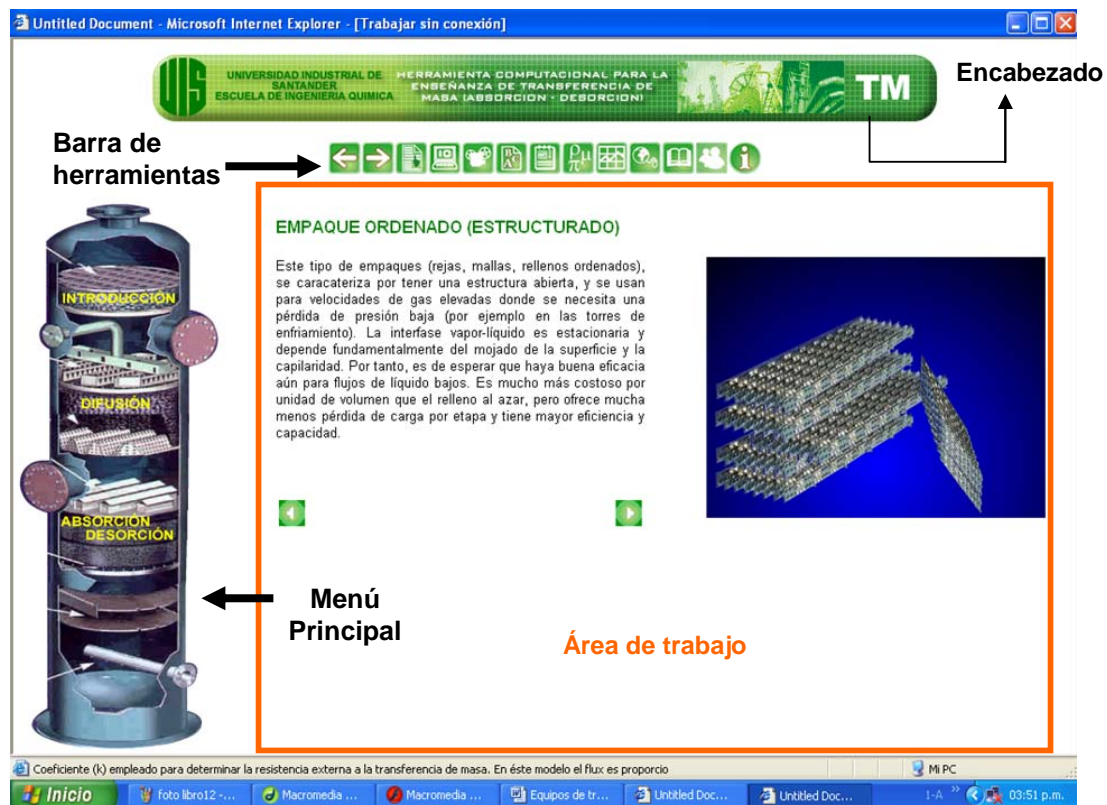 Untitled Document - Microsoft Internet Explorer - [Trabajar sin conexión]
UNIVERSIDAD INDUSTRIAL DE
SANTANDER
ESCUELA DE INGENIERIA QUIMICA
HERRAMIENTA COMPUTACIONAL PARA LA
ENSEÑANZA DE TRANSFERENCIA DE
MASA (ABSORCION - DESORCION)
TM
Encabezado
Barra de
herramientas
EMPAQUE ORDENADO (ESTRUCTURADO)
Este tipo de empaques (rejas, mallas, rellenos ordenados),
se caracateriza por tener una estructura abierta, y se usan
para velocidades de gas elevadas donde se necesita una
pérdida de presión baja (por ejemplo en las torres de
enfriamiento). La interfase vapor-líquido es estacionaria y
depende fundamentalmente del mojado de la superficie y la
capilaridad. Por tanto, es de esperar que haya buena eficacia
aún para flujos de líquido bajos. Es mucho más costoso por
unidad de volumen que el relleno al azar, pero ofrece mucha
menos pérdida de carga por etapa y tiene mayor eficiencia y
capacidad.
INTRODUCCIÓN
DIFUSIÓN
ABSORCIÓN
DESORCIÓN
Menú
Principal
Área de trabajo
Coeficiente (k) empleado para determinar la resistencia externa a la transferencia de masa. En éste modelo el flux es proporcio
Mi PC
Inicio
foto libro12 -...
Macromedia ...
Macromedia ...
Equipos de tr...
Untitled Doc...
Untitled Doc...
1-A
03:51 p.m.